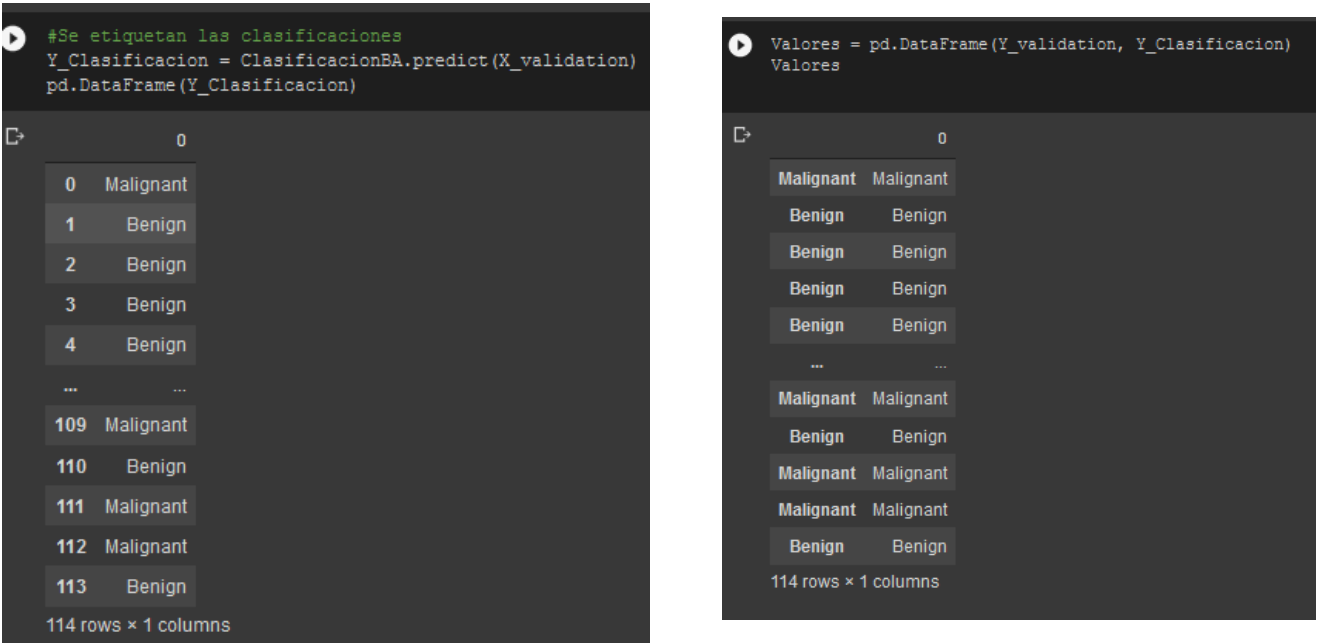 #Se etiquetan las clasificaciones
Y_Clasificacion = ClasificacionBA.predict(X_validation)
pd.DataFrame(Y_Clasificacion)
0
0 Malignant
1 Benign
2 Benign
3 Benign
4 Benign
... ...
109 Malignant
110 Benign
111 Malignant
112 Malignant
113 Benign
114 rows × 1 columns
Valores = pd.DataFrame(Y_validation, Y_Clasificacion)
Valores
0
Malignant Malignant
Benign Benign
Benign Benign
Benign Benign
Benign Benign
... ...
Malignant Malignant
Benign Benign
Malignant Malignant
Malignant Malignant
Benign Benign
114 rows × 1 columns